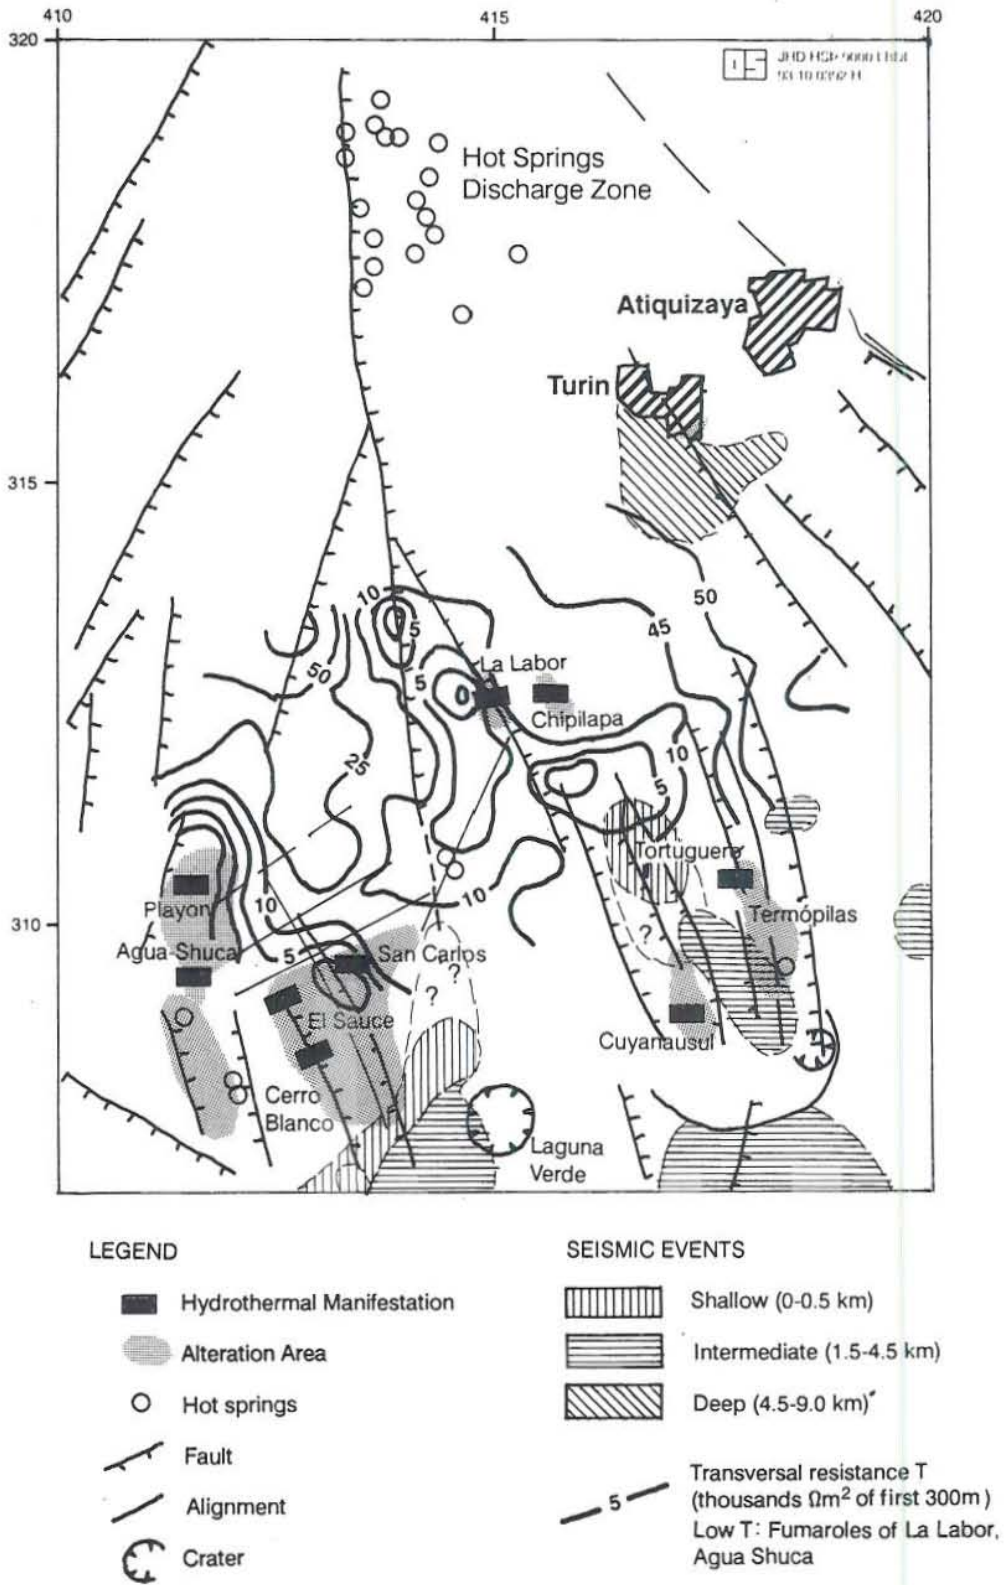 410
415
420
320
OS
Hot Springs
Discharge Zone
Atiquizaya
Turin
315
50
10
45
5
La Labor
50
5
Chipilapa
10
25
5
Tortuguero
Playon
10
10
Termópilas
310
Agua-Shuca
5
San Carlos
?
?
?
El Sauce
Cuyanausul
Cerro
Blanco
Laguna
Verde
LEGEND
Hydrothermal Manifestation
Alteration Area
Hot springs
Fault
Alignment
Crater
SEISMIC EVENTS
Shallow (0-0.5 km)
Intermediate (1.5-4.5 km)
Deep (4.5-9.0 km)
5
Transversal resistance T
(thousands Ωm² of first 300m)
Low T: Fumaroles of La Labor,
Agua Shuca